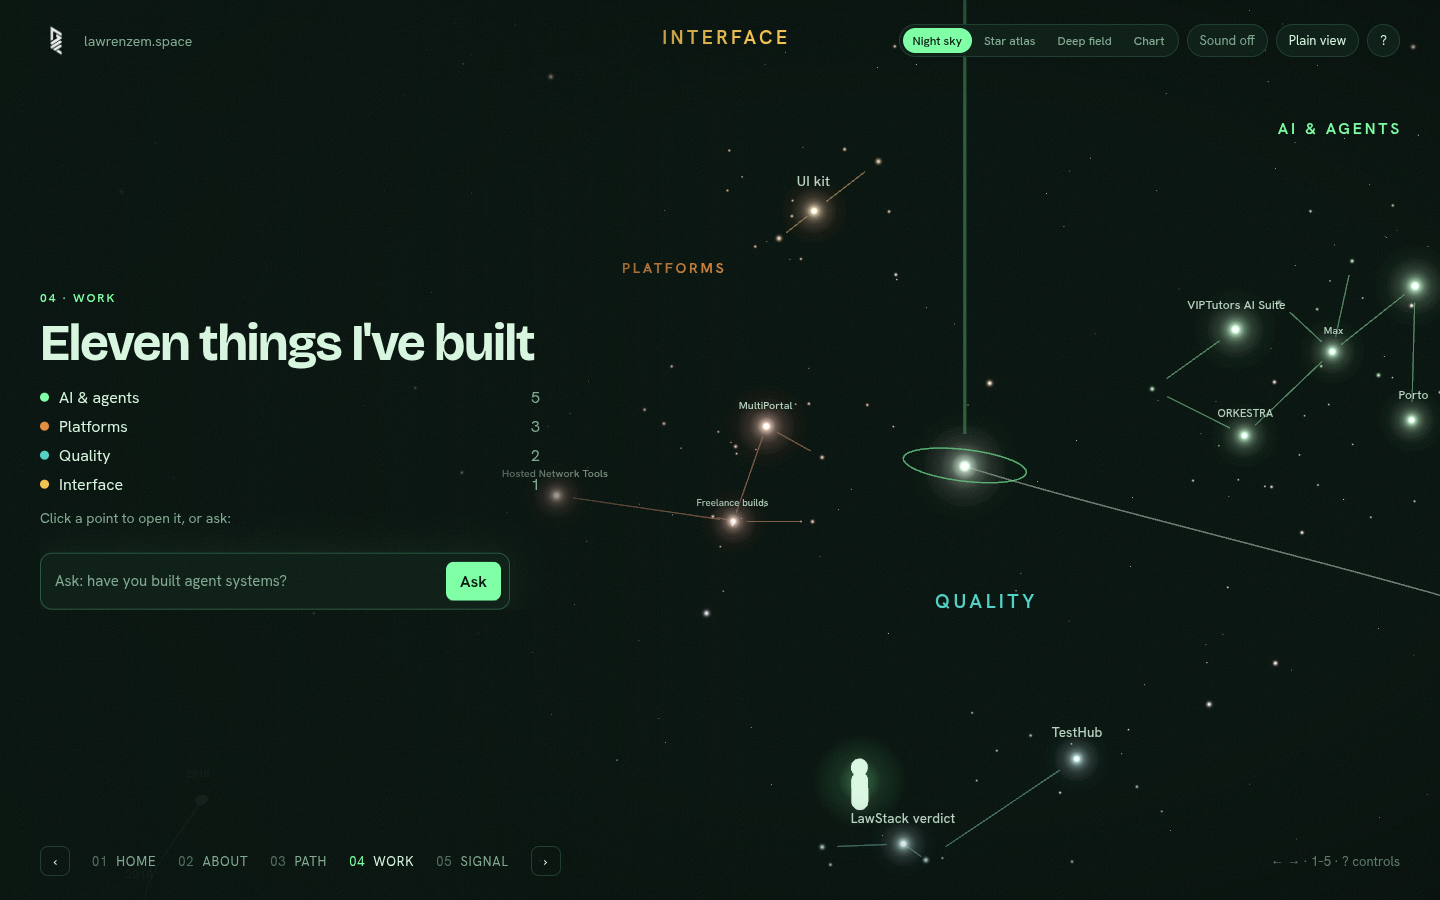 lawrenzem.space
INTERFACE
Night sky
Star atlas
Deep field
Chart
Sound off
Plain view
?
AI & AGENTS
UI kit
PLATFORMS
VIPTutors AI Suite
Max
Porto
ORKESTRA
MultiPortal
Hosted Network Tools
Freelance builds
04 · WORK
Eleven things I've built
AI & agents 5
Platforms 3
Quality 2
Interface 1
Click a point to open it, or ask:
Ask: have you built agent systems?
Ask
QUALITY
TestHub
LawStack verdict
2018
2010
‹ 01 HOME 02 ABOUT 03 PATH 04 WORK 05 SIGNAL ›
← → · 1-5 · ? controls